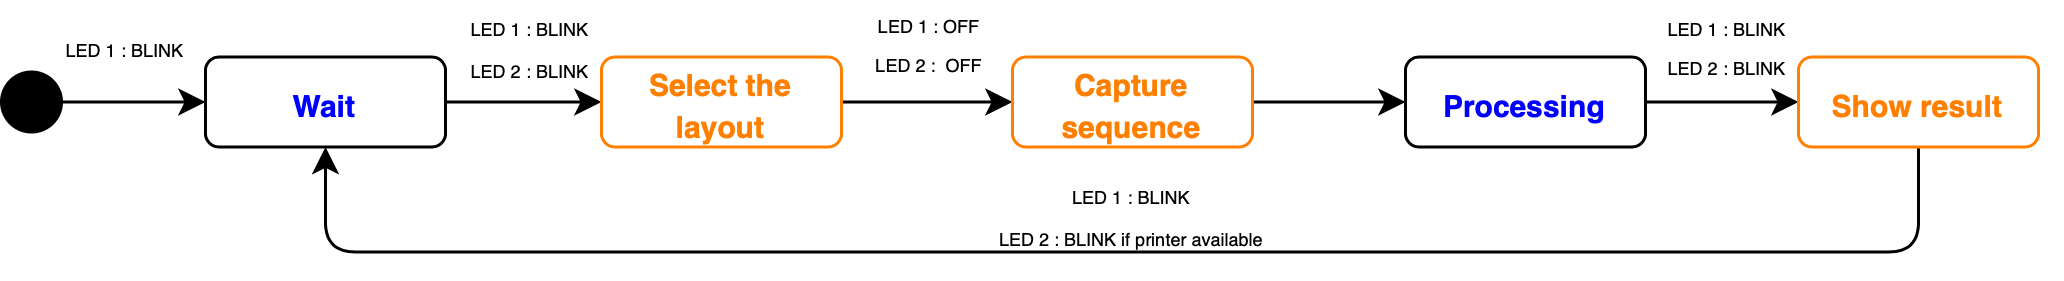 LED 1 : BLINK
Wait
LED 1 : BLINK
LED 2 : BLINK
Select the
layout
LED 1 : OFF
LED 2 :  OFF
Capture
sequence
Processing
LED 1 : BLINK
LED 2 : BLINK
Show result
LED 1 : BLINK
LED 2 : BLINK if printer available